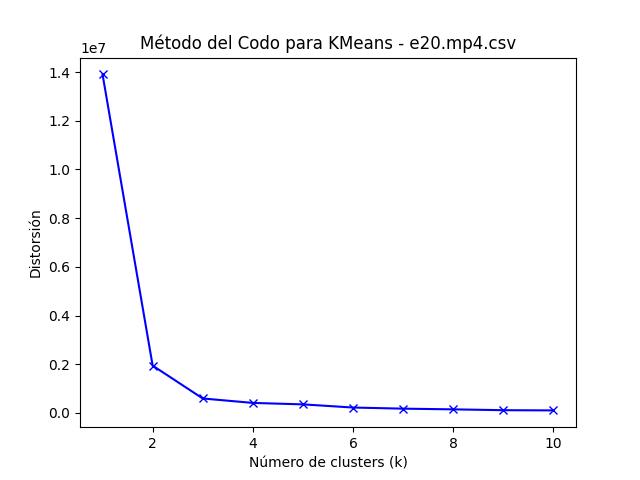 Método del Codo para KMeans - e20.mp4.csv
1e7
1.4
1.2
1.0
0.8
0.6
0.4
0.2
0.0
Distorsión
2 4 6 8 10
Número de clusters (k)